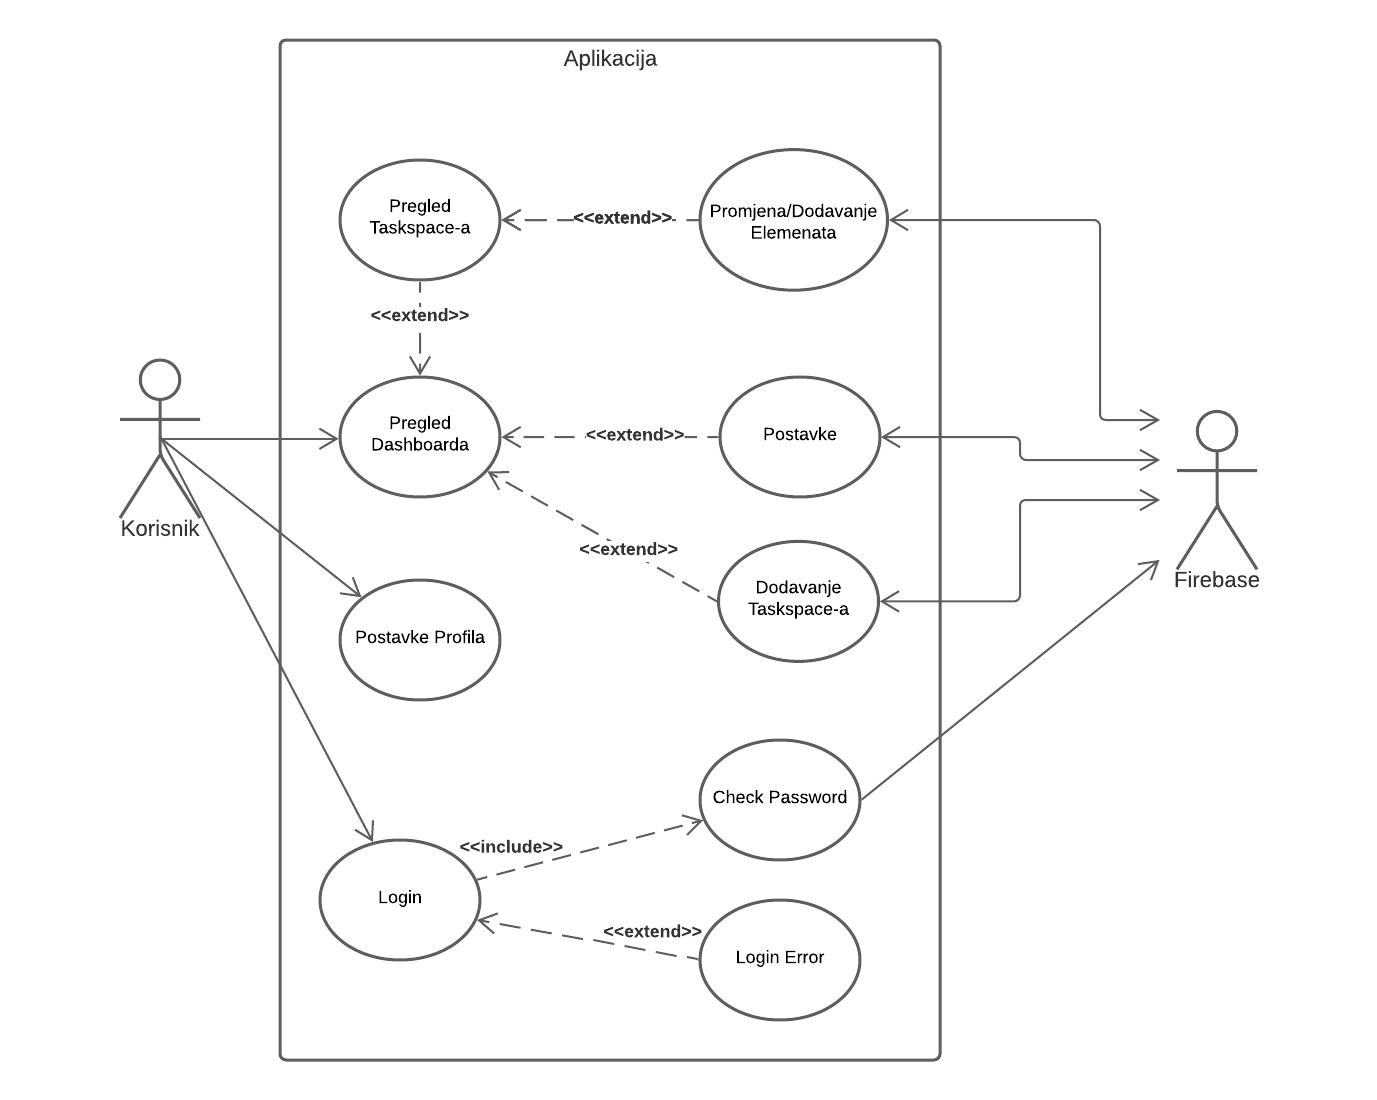 Aplikacija
Pregled
Taskspace-a
<<extend>>
Promjena/Dodavanje
Elemenata
<<extend>>
Korisnik
Pregled
Dashboarda
<<extend>>
Postavke
<<extend>>
Dodavanje
Taskspace-a
Firebase
Postavke Profila
Check Password
<<include>>
Login
<<extend>>
Login Error